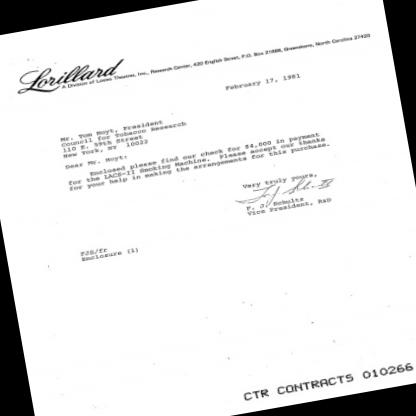 Lorillard
A Division of Loews Theatres, Inc., Research Center, 420 English Street, P.O. Box 21688, Greensboro, North Carolina 27420
February 17, 1981
Mr. Tom Hoyt, President
Council for Tobacco Research
110 E. 59th Street
New York, NY 10022
Dear Mr. Hoyt:
Enclosed please find our check for $4,000 in payment
for the LACS-II Smoking Machine. Please accept our thanks
for your help in making the arrangements for this purchase.
Very truly yours,
F. J. Schultz
Vice President, R&D
FJS/fr
Enclosure (1)
CTR CONTRACTS 010266